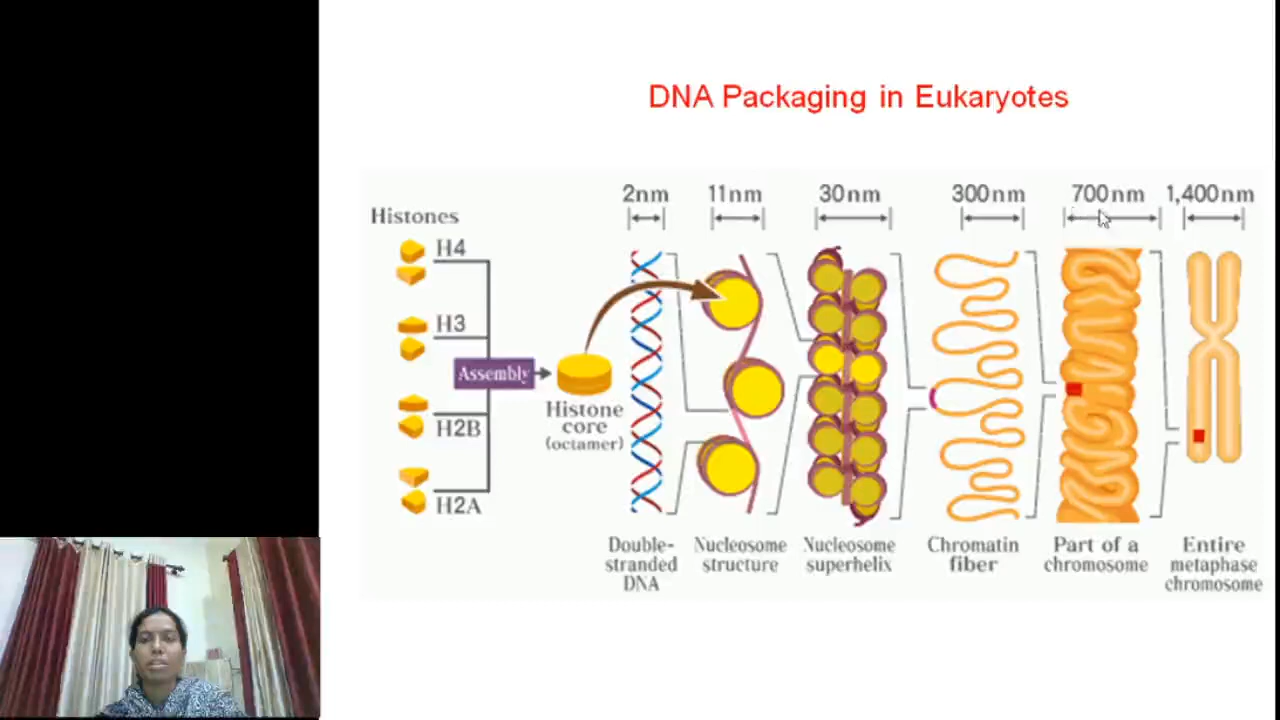 DNA Packaging in Eukaryotes
2nm
11nm
30nm
300nm
700nm
1,400nm
Histones
H4
H3
H2B
H2A
Assembly
Histone
core
(octamer)
Double-
stranded
DNA
Nucleosome
structure
Nucleosome
superhelix
Chromatin
fiber
Part of a
chromosome
Entire
metaphase
chromosome